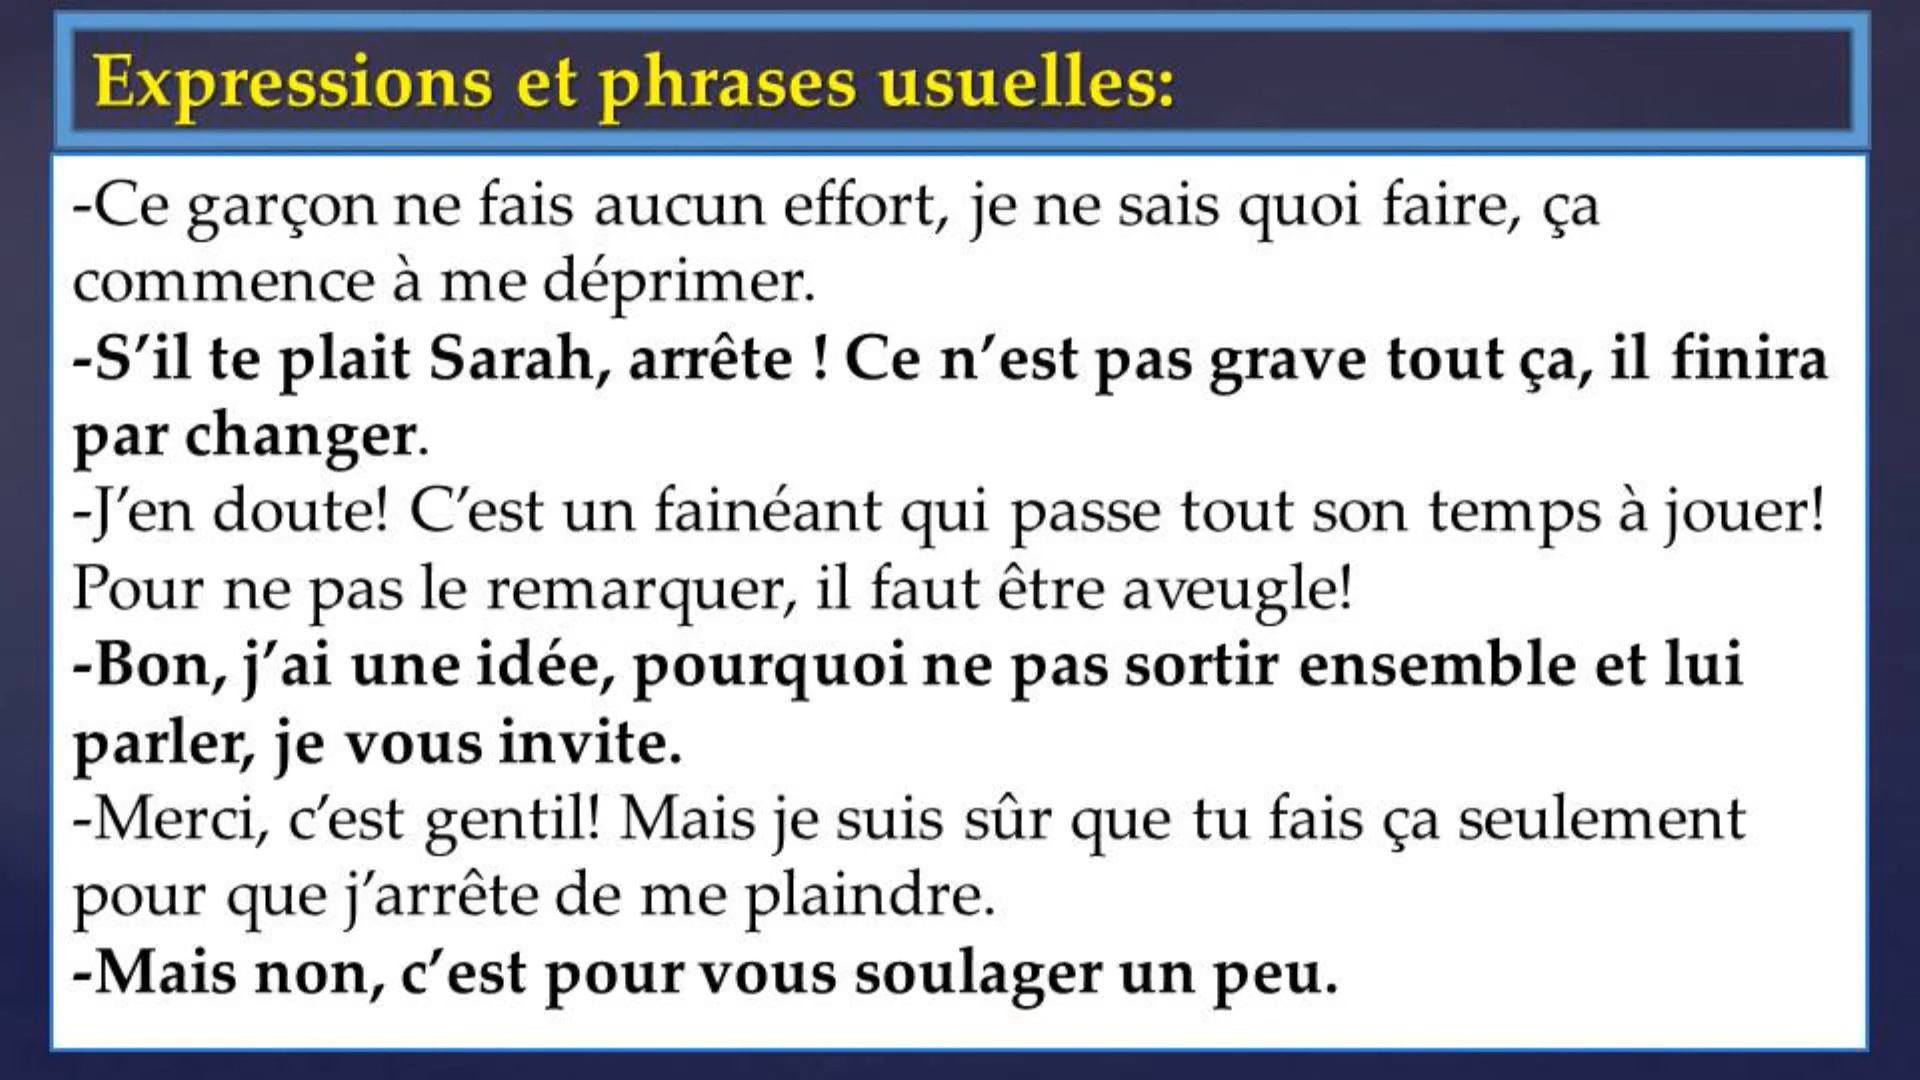 Expressions et phrases usuelles:
-Ce garçon ne fais aucun effort, je ne sais quoi faire, ça
commence à me déprimer.
-S’il te plait Sarah, arrête ! Ce n’est pas grave tout ça, il finira
par changer.
-J’en doute! C’est un fainéant qui passe tout son temps à jouer!
Pour ne pas le remarquer, il faut être aveugle!
-Bon, j’ai une idée, pourquoi ne pas sortir ensemble et lui
parler, je vous invite.
-Merci, c’est gentil! Mais je suis sûr que tu fais ça seulement
pour que j’arrête de me plaindre.
-Mais non, c’est pour vous soulager un peu.